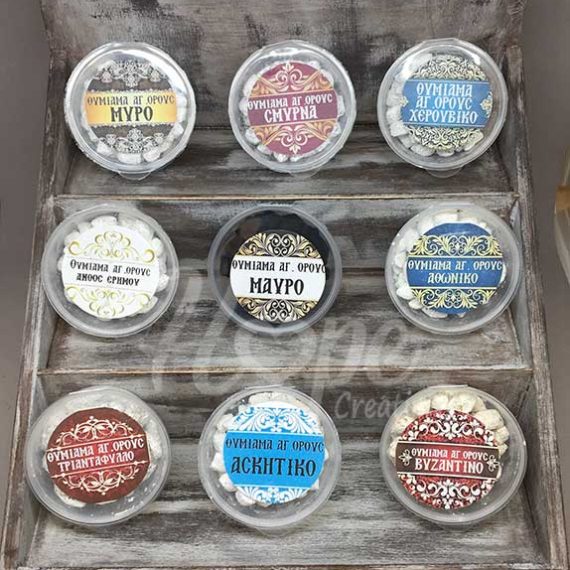 ΘΥΜΙΑΜΑ ΑΓ.ΟΡΟΥΣ
ΜΥΡΟ
ΘΥΜΙΑΜΑ ΑΓ.ΟΡΟΥΣ
ΣΜΥΡΝΑ
ΘΥΜΙΑΜΑ
ΑΓ.ΟΡΟΥΣ
ΧΕΡΟΥΒΙΚΟ
ΘΥΜΙΑΜΑ ΑΓ.ΟΡΟΥΣ
ΑΝΘΟΣ ΕΡΗΜΟΥ
ΘΥΜΙΑΜΑ ΑΓ. ΟΡΟΥΣ
ΜΑΥΡΟ
ΘΥΜΙΑΜΑ ΑΓ. ΟΡΟΥΣ
ΑΘΩΝΙΚΟ
ΘΥΜΙΑΜΑ ΑΓ.ΟΡΟΥΣ
ΤΡΙΑΝΤΑΦΥΛΛΟ
ΘΥΜΙΑΜΑ ΑΓ.ΟΡΟΥΣ
ΑΣΚΗΤΙΚΟ
ΘΥΜΙΑΜΑ ΑΓ.ΟΡΟΥΣ
ΒΥΖΑΝΤΙΝΟ